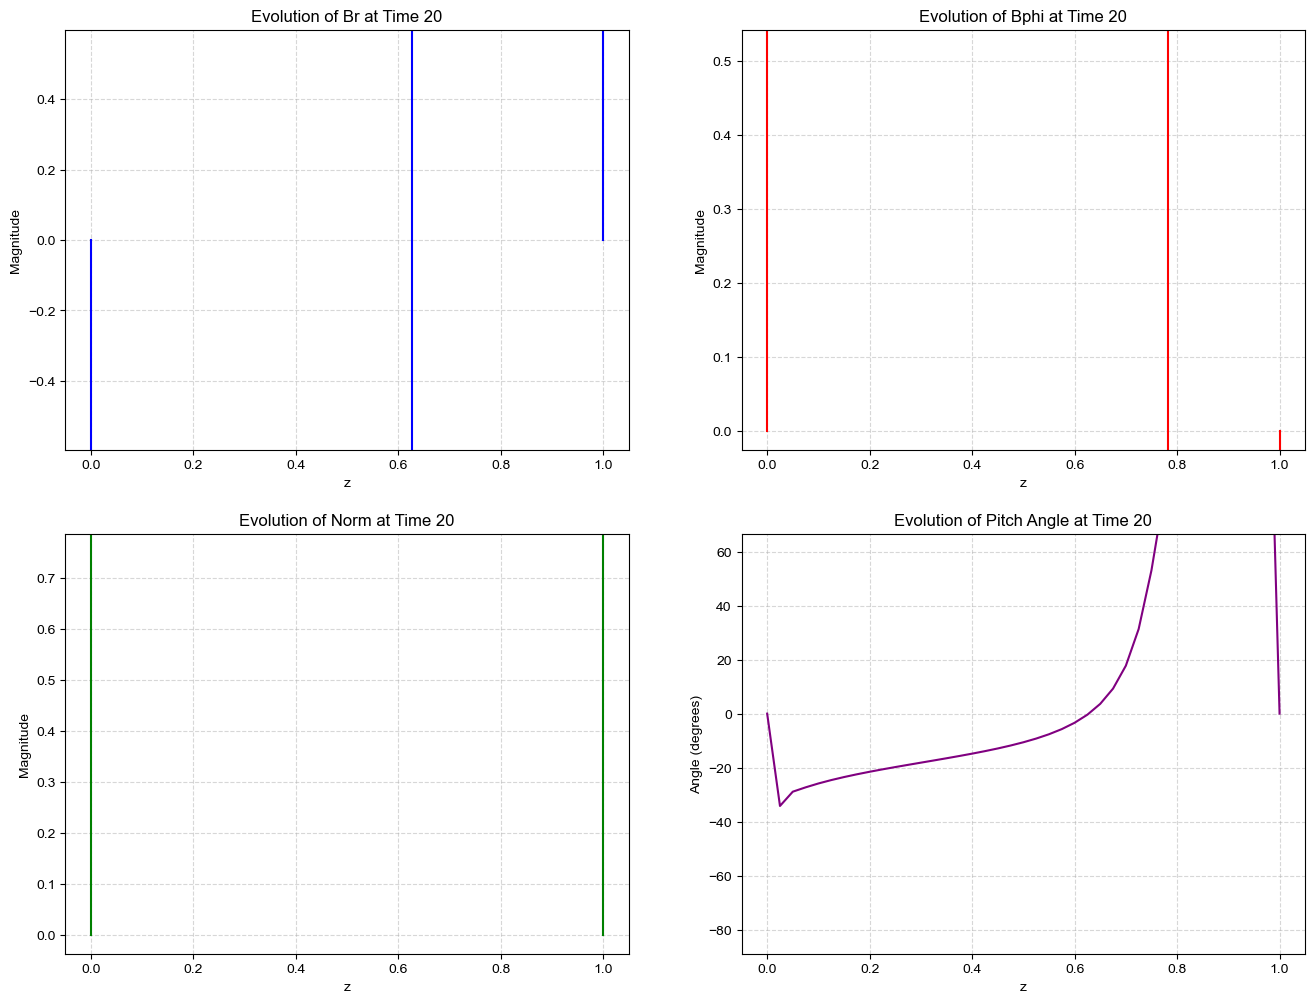 Evolution of Br at Time 20
Magnitude
0.4
0.2
0.0
−0.2
−0.4
0.0 0.2 0.4 0.6 0.8 1.0
z
Evolution of Bphi at Time 20
Magnitude
0.5
0.4
0.3
0.2
0.1
0.0
0.0 0.2 0.4 0.6 0.8 1.0
z
Evolution of Norm at Time 20
Magnitude
0.7
0.6
0.5
0.4
0.3
0.2
0.1
0.0
0.0 0.2 0.4 0.6 0.8 1.0
z
Evolution of Pitch Angle at Time 20
Angle (degrees)
60
40
20
0
−20
−40
−60
−80
0.0 0.2 0.4 0.6 0.8 1.0
z